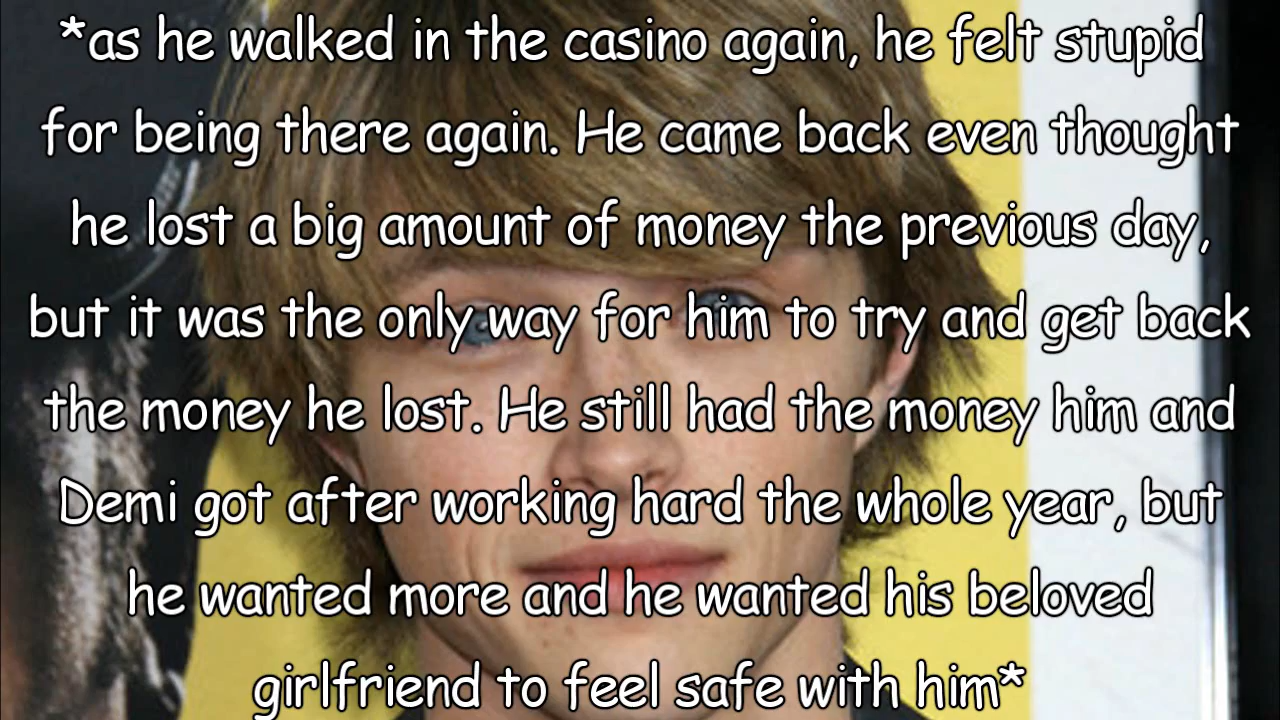 *as he walked in the casino again, he felt stupid
for being there again. He came back even thought
he lost a big amount of money the previous day,
but it was the only way for him to try and get back
the money he lost. He still had the money him and
Demi got after working hard the whole year, but
he wanted more and he wanted his beloved
girlfriend to feel safe with him*